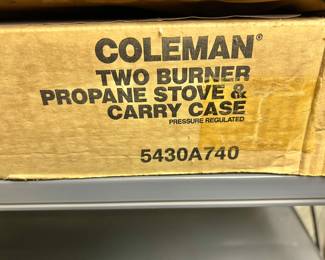 COLEMAN®
TWO BURNER
PROPANE STOVE &
CARRY CASE
PRESSURE REGULATED
5430A740